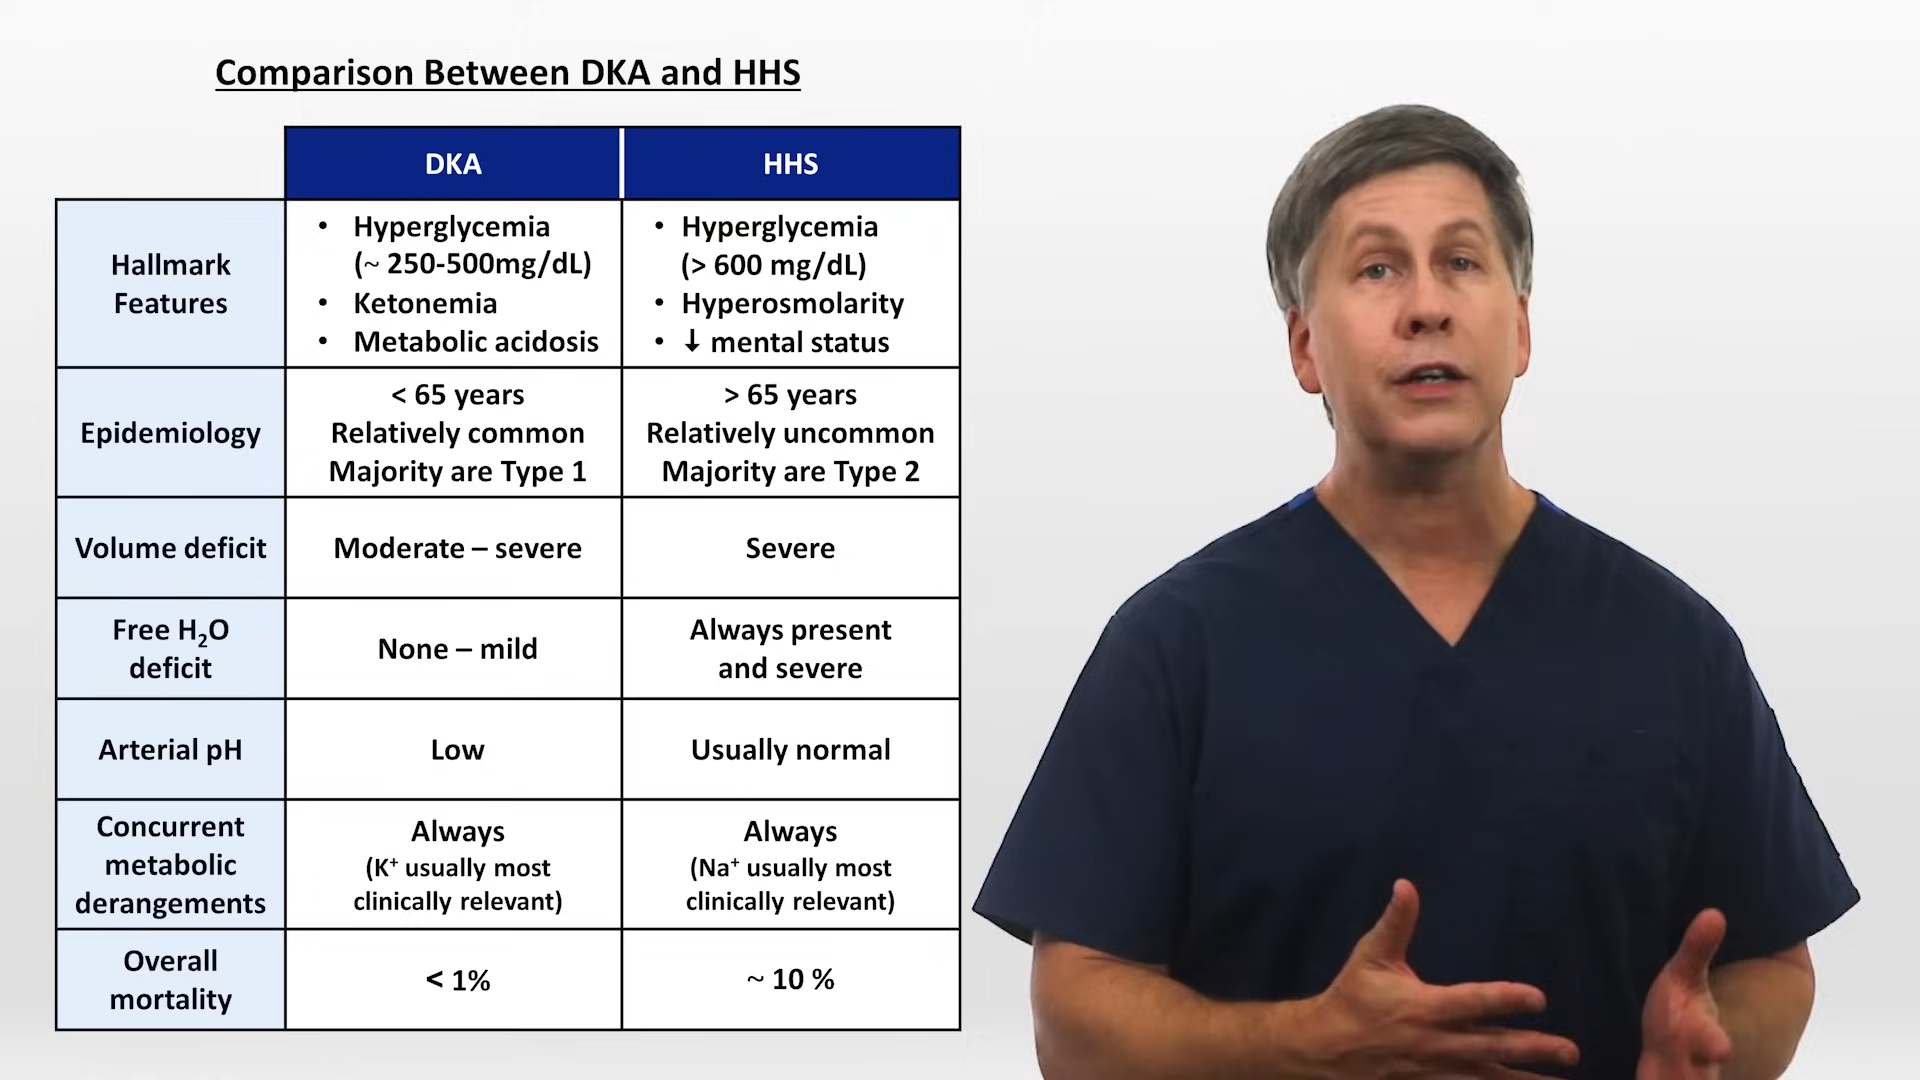 Comparison Between DKA and HHS
DKA
HHS
Hallmark
Features
• Hyperglycemia
(~ 250-500mg/dL)
• Ketonemia
• Metabolic acidosis
• Hyperglycemia
(> 600 mg/dL)
• Hyperosmolarity
• ↓ mental status
Epidemiology
< 65 years
Relatively common
Majority are Type 1
> 65 years
Relatively uncommon
Majority are Type 2
Volume deficit
Moderate – severe
Severe
Free H₂O
deficit
None – mild
Always present
and severe
Arterial pH
Low
Usually normal
Concurrent
metabolic
derangements
Always
(K⁺ usually most
clinically relevant)
Always
(Na⁺ usually most
clinically relevant)
Overall
mortality
< 1%
~ 10 %